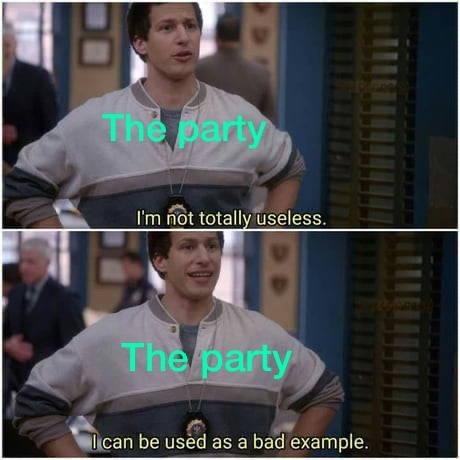 The party
I'm not totally useless.
The party
I can be used as a bad example.